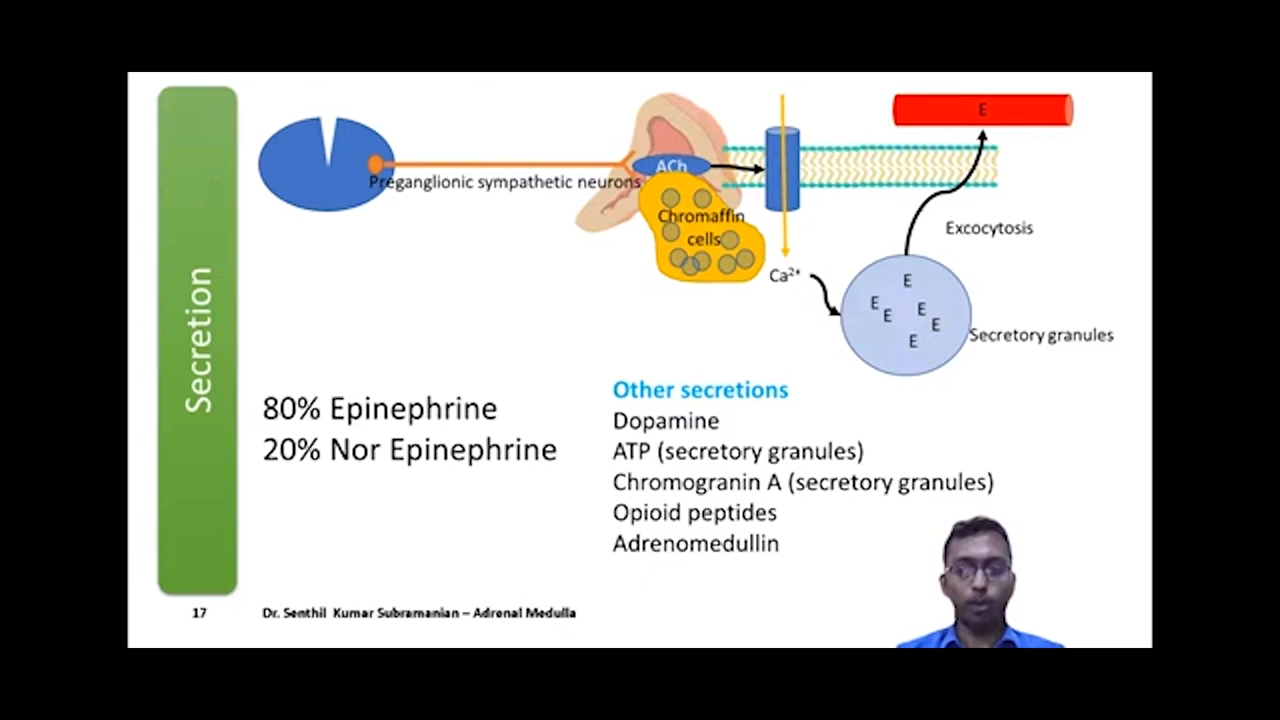 Secretion
E
ACh
Preganglionic sympathetic neurons
Chromaffin
cells
Excocytosis
Ca²⁺
E
E
E
E
E
E
Secretory granules
80% Epinephrine
20% Nor Epinephrine
Other secretions
Dopamine
ATP (secretory granules)
Chromogranin A (secretory granules)
Opioid peptides
Adrenomedullin
17
Dr. Senthil Kumar Subramanian – Adrenal Medulla